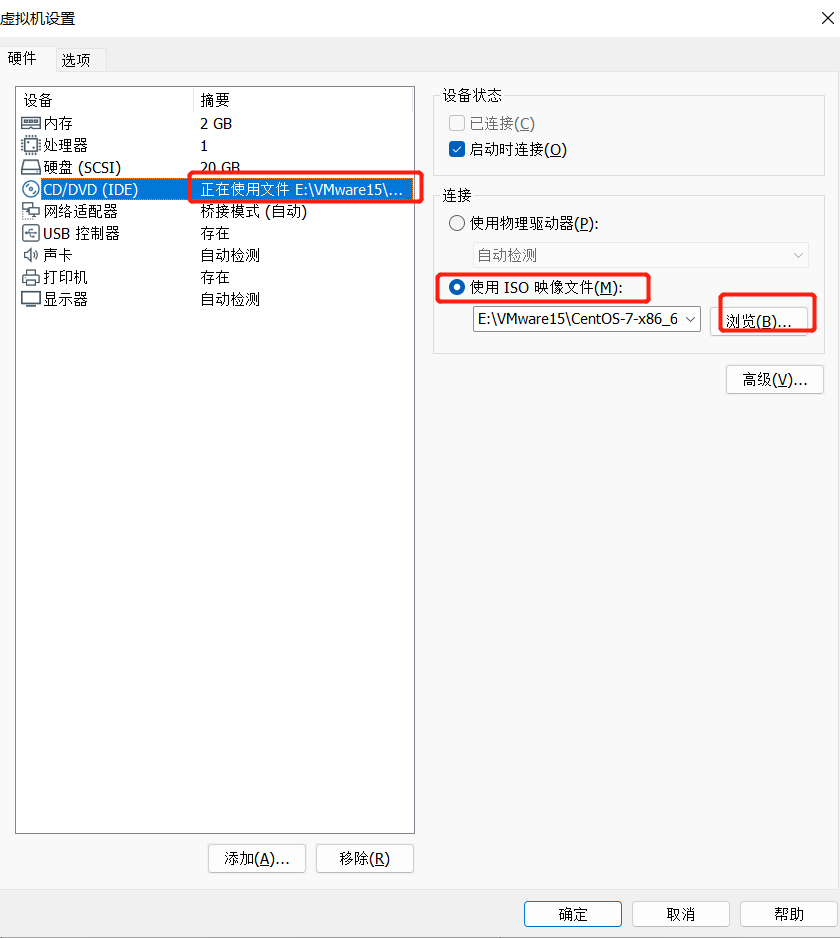 虚拟机设置
硬件 选项
设备 摘要
内存 2 GB
处理器 1
硬盘 (SCSI) 20 GB
CD/DVD (IDE) 正在使用文件 E:\VMware15\...
网络适配器 桥接模式 (自动)
USB 控制器 存在
声卡 自动检测
打印机 存在
显示器 自动检测
添加(A)... 移除(R)
设备状态
已连接(C)
启动时连接(O)
连接
使用物理驱动器(P):
自动检测
使用 ISO 映像文件(M):
E:\VMware15\CentOS-7-x86_6 浏览(B)...
高级(V)...
确定 取消 帮助